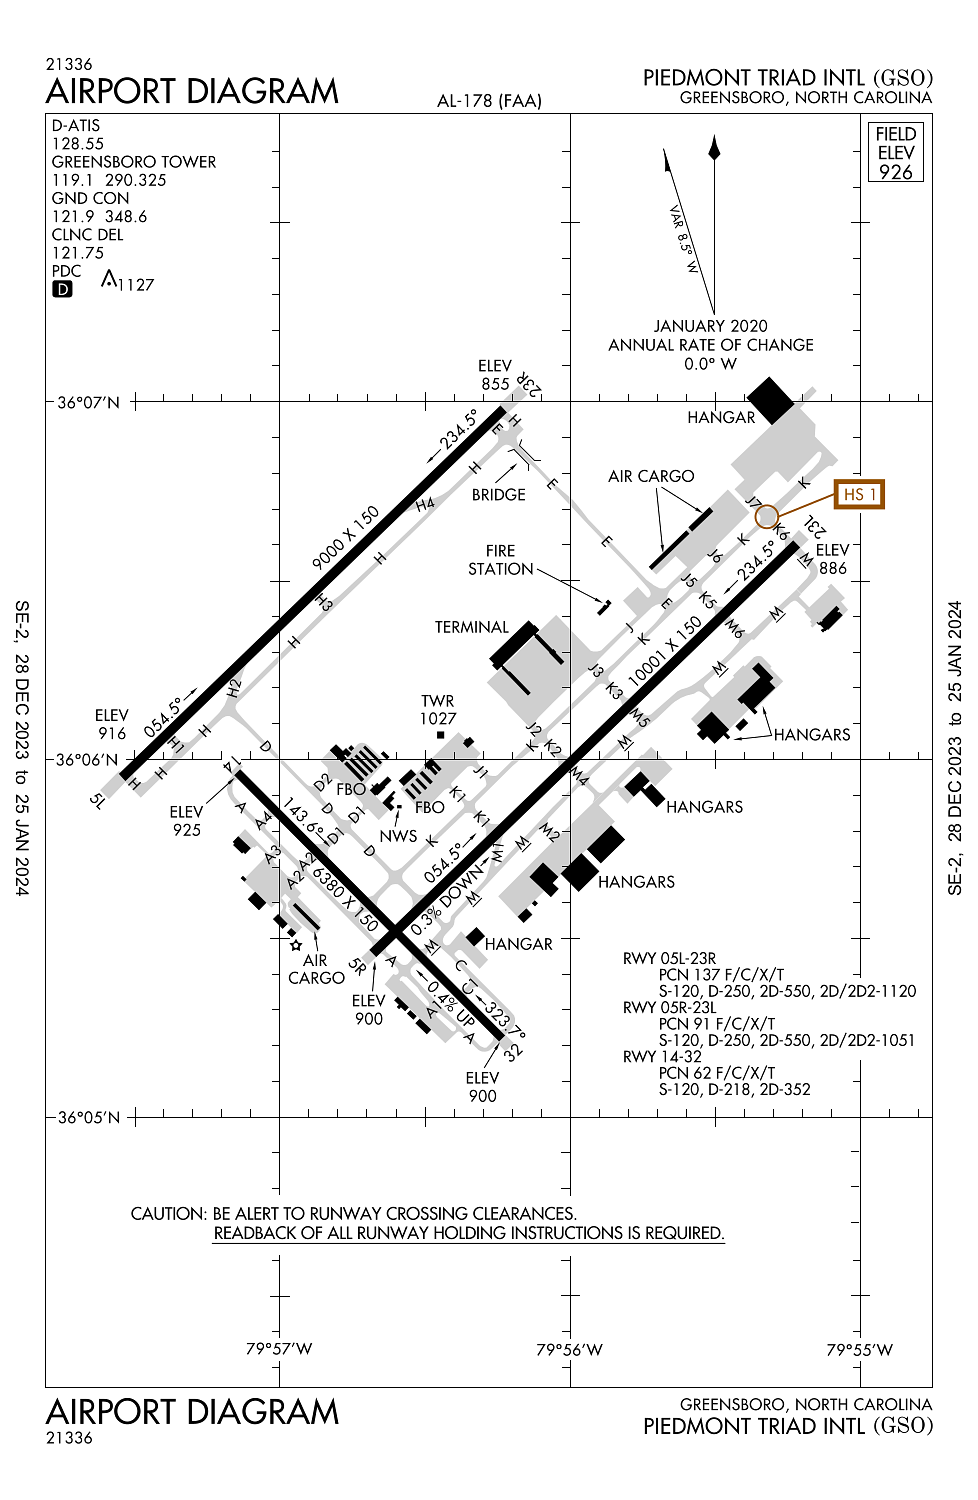 21336
AIRPORT DIAGRAM
AL-178 (FAA)
PIEDMONT TRIAD INTL (GSO)
GREENSBORO, NORTH CAROLINA
D-ATIS
128.55
GREENSBORO TOWER
119.1 290.325
GND CON
121.9 348.6
CLNC DEL
121.75
PDC
D
1127
FIELD
ELEV
926
VAR 8.5° W
JANUARY 2020
ANNUAL RATE OF CHANGE
0.0° W
36°07'N
ELEV
855
23R
234.5°
H
E
HANGAR
BRIDGE
H
E
AIR CARGO
K
HS 1
J7
K6
23L
H4
9000 X 150
E
K
J6
234.5°
ELEV
886
M
FIRE
STATION
H
J5
K5
E
H3
M
M6
TERMINAL
J
K
10001 X 150
H
M
J3
K3
H2
054.5°
M5
TWR
1027
ELEV
916
H
J2
K
K2
M
HANGARS
H1
D
36°06'N
H
H
5L
14
J1
M4
D2
FBO
K1
FBO
HANGARS
ELEV
925
A
A4
143.6°
D
D1
D1
NWS
K1
K
M2
M
M1
A3
A2
A2
D
054.5°
6380 X 150
0.3% DOWN
M
HANGARS
AIR
CARGO
HANGAR
M
5R
A
C
ELEV
900
0.4% UP
323.7°
A1
A
32
ELEV
900
RWY 05L-23R
PCN 137 F/C/X/T
S-120, D-250, 2D-550, 2D/2D2-1120
RWY 05R-23L
PCN 91 F/C/X/T
S-120, D-250, 2D-550, 2D/2D2-1051
RWY 14-32
PCN 62 F/C/X/T
S-120, D-218, 2D-352
36°05'N
CAUTION: BE ALERT TO RUNWAY CROSSING CLEARANCES.
READBACK OF ALL RUNWAY HOLDING INSTRUCTIONS IS REQUIRED.
79°57'W
79°56'W
79°55'W
AIRPORT DIAGRAM
21336
GREENSBORO, NORTH CAROLINA
PIEDMONT TRIAD INTL (GSO)
SE-2, 28 DEC 2023 to 25 JAN 2024
SE-2, 28 DEC 2023 to 25 JAN 2024